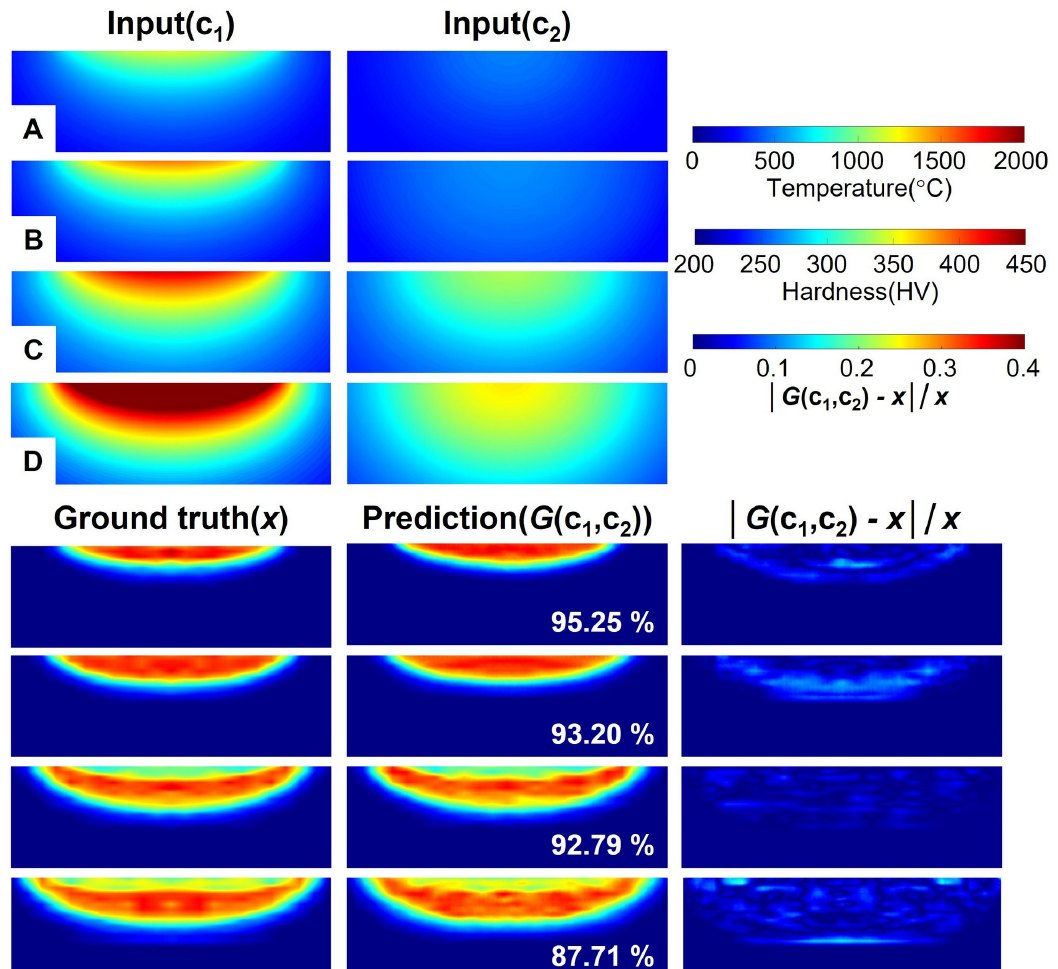 Input(c₁) Input(c₂)
A
0 500 1000 1500 2000
Temperature(°C)
B
200 250 300 350 400 450
Hardness(HV)
C
0 0.1 0.2 0.3 0.4
| G(c₁,c₂) - x| / x
D
Ground truth(x) Prediction(G(c₁,c₂)) | G(c₁,c₂) - x| / x
95.25 %
93.20 %
92.79 %
87.71 %